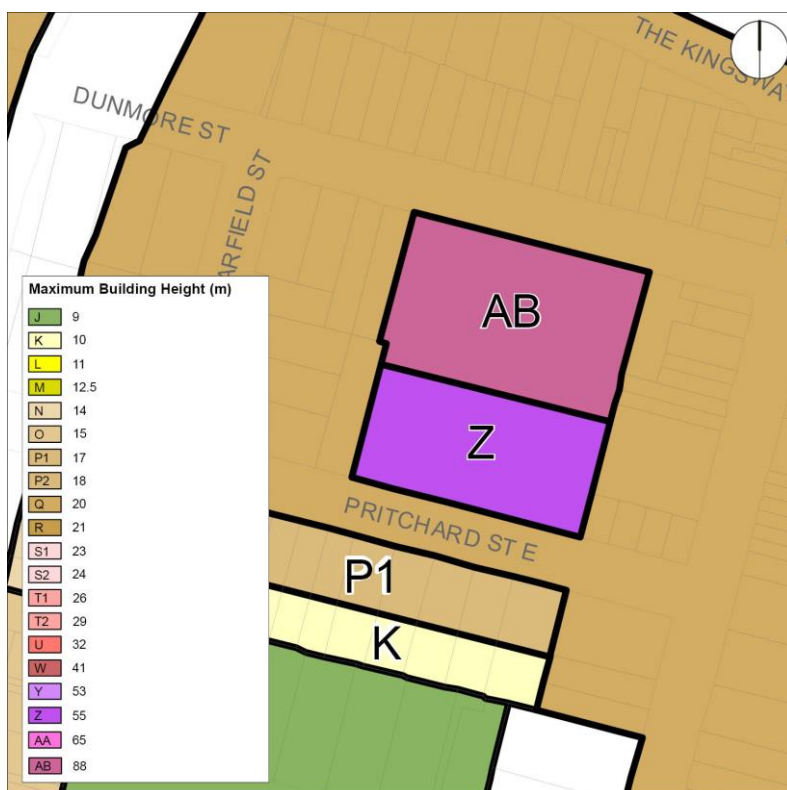 THE KINGSWAY
DUNMORE ST
ARFIELD ST
AB
Z
PRITCHARD ST E
P1
K
Maximum Building Height (m)
J 9
K 10
L 11
M 12.5
N 14
O 15
P1 17
P2 18
Q 20
R 21
S1 23
S2 24
T1 26
T2 29
U 32
W 41
Y 53
Z 55
AA 65
AB 88